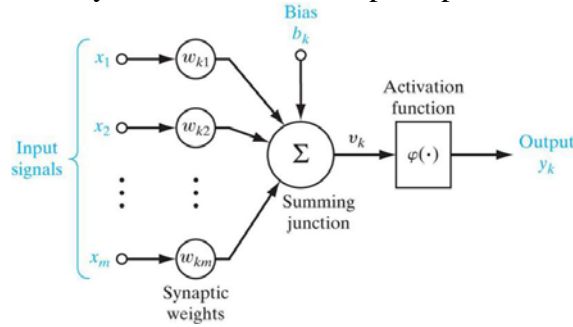 Bias
b_k
x_1
w_k1
Activation
function
x_2
w_k2
Input
signals
Σ
v_k
φ(·)
Output
y_k
Summing
junction
x_m
w_km
Synaptic
weights